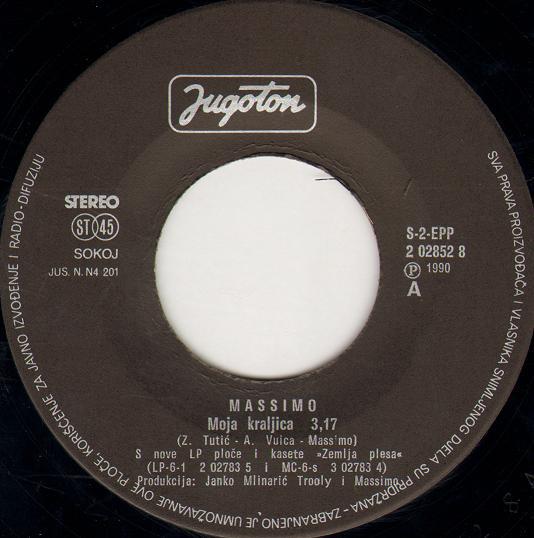 Jugoton
STEREO
ST 45
SOKOJ
JUS. N. N4 201
S-2-EPP
2 02852 8
Ⓟ 1990
A
MASSIMO
Moja kraljica 3,17
(Z. Tutić - A. Vuica - Massimo)
S nove LP ploče i kasete »Zemlja plesa«
(LP-6-1 2 02783 5 i MC-6-s 3 02783 4)
Produkcija: Janko Mlinarić Trooly i Massimo
SVA PRAVA PROIZVOĐAČA I VLASNIKA SNIMLJENOG DJELA SU PRIDRŽANA - ZABRANJENO JE UMNOŽAVANJE OVE PLOČE, KORIŠĆENJE ZA JAVNO IZVOĐENJE I RADIO-DIFUZIJU